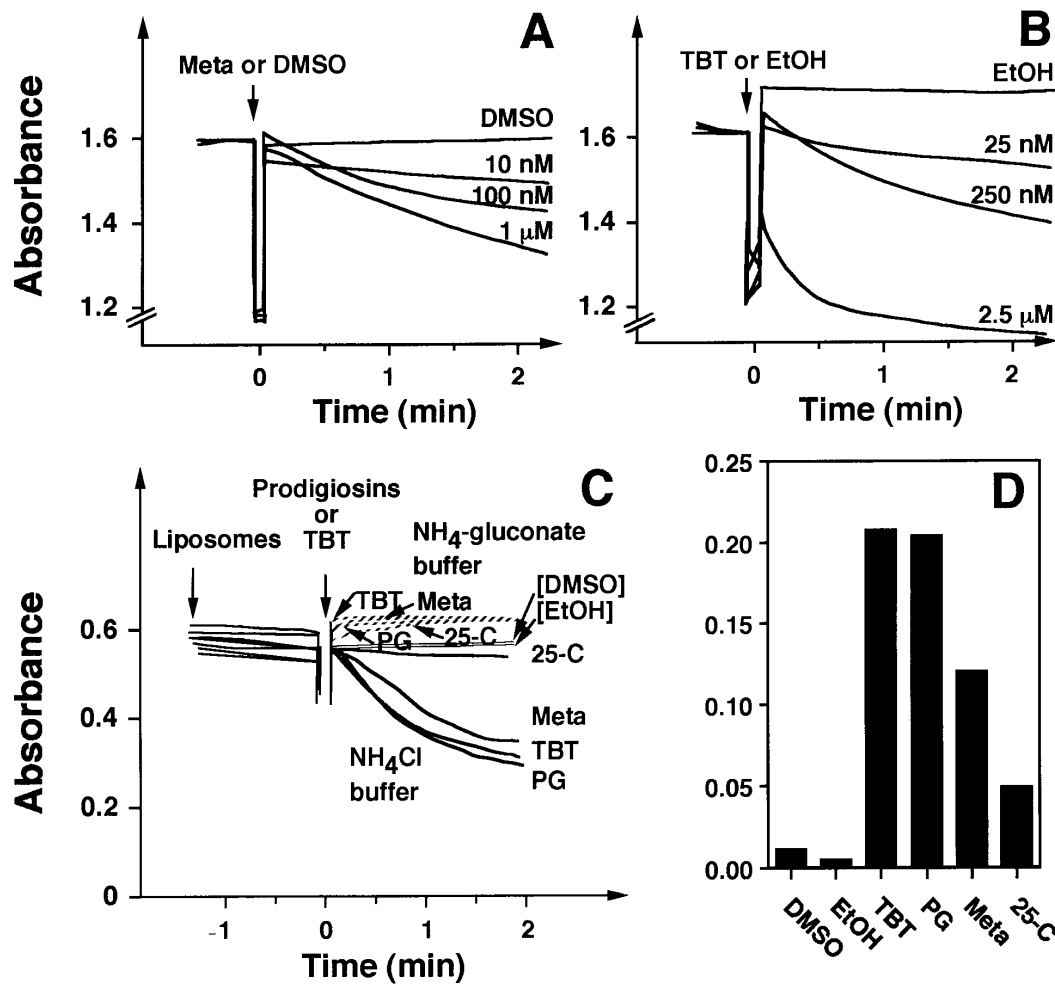 A
Meta or DMSO
Absorbance
1.6
1.4
1.2
DMSO
10 nM
100 nM
1 µM
0
1
2
Time (min)
B
TBT or EtOH
1.6
1.4
1.2
EtOH
25 nM
250 nM
2.5 µM
0
1
2
Time (min)
C
Prodigiosins
or
TBT
Liposomes
NH4-gluconate
buffer
[DMSO]
[EtOH]
TBT
Meta
PG
25-C
25-C
Absorbance
0.6
0.4
0.2
0
Meta
TBT
PG
NH4Cl
buffer
-1
0
1
2
Time (min)
D
0.25
0.20
0.15
0.10
0.05
0.00
DMSO
EtOH
TBT
PG
Meta
25-C